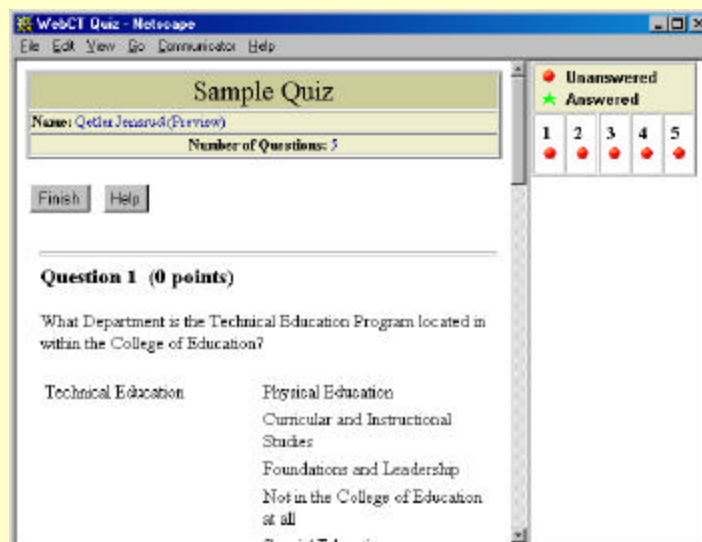 WebCT Quiz - Netscape
File Edit View Go Communicator Help
Sample Quiz
Name: Qetler Jensrud (Preview)
Number of Questions: 5
Finish Help
Question 1 (0 points)
What Department is the Technical Education Program located in
within the College of Education?
Technical Education
Physical Education
Curricular and Instructional
Studies
Foundations and Leadership
Not in the College of Education
at all
Unanswered
Answered
1 2 3 4 5